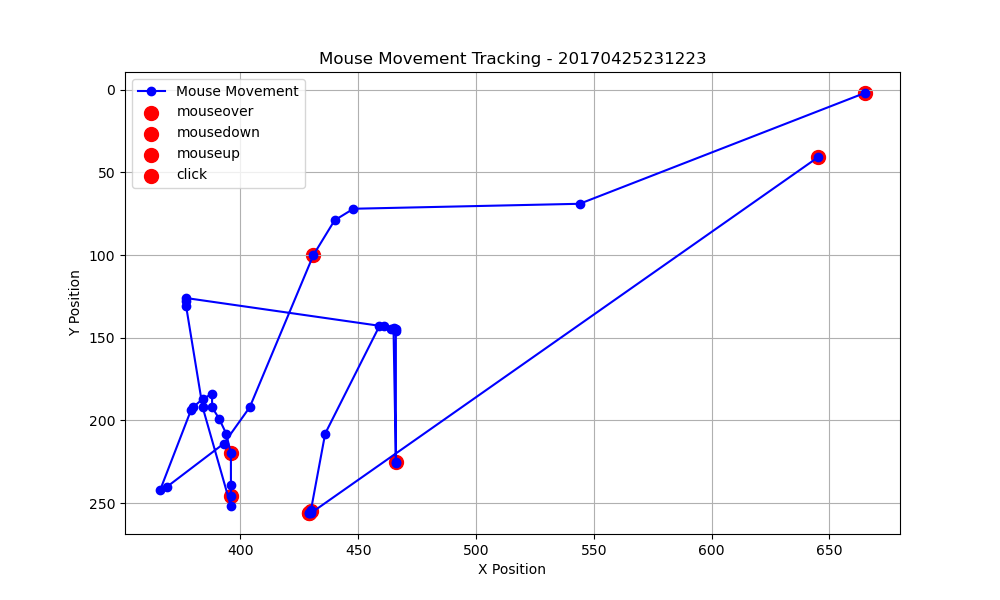 Mouse Movement Tracking - 20170425231223
Mouse Movement
mouseover
mousedown
mouseup
click
0
50
100
150
200
250
Y Position
400
450
500
550
600
650
X Position